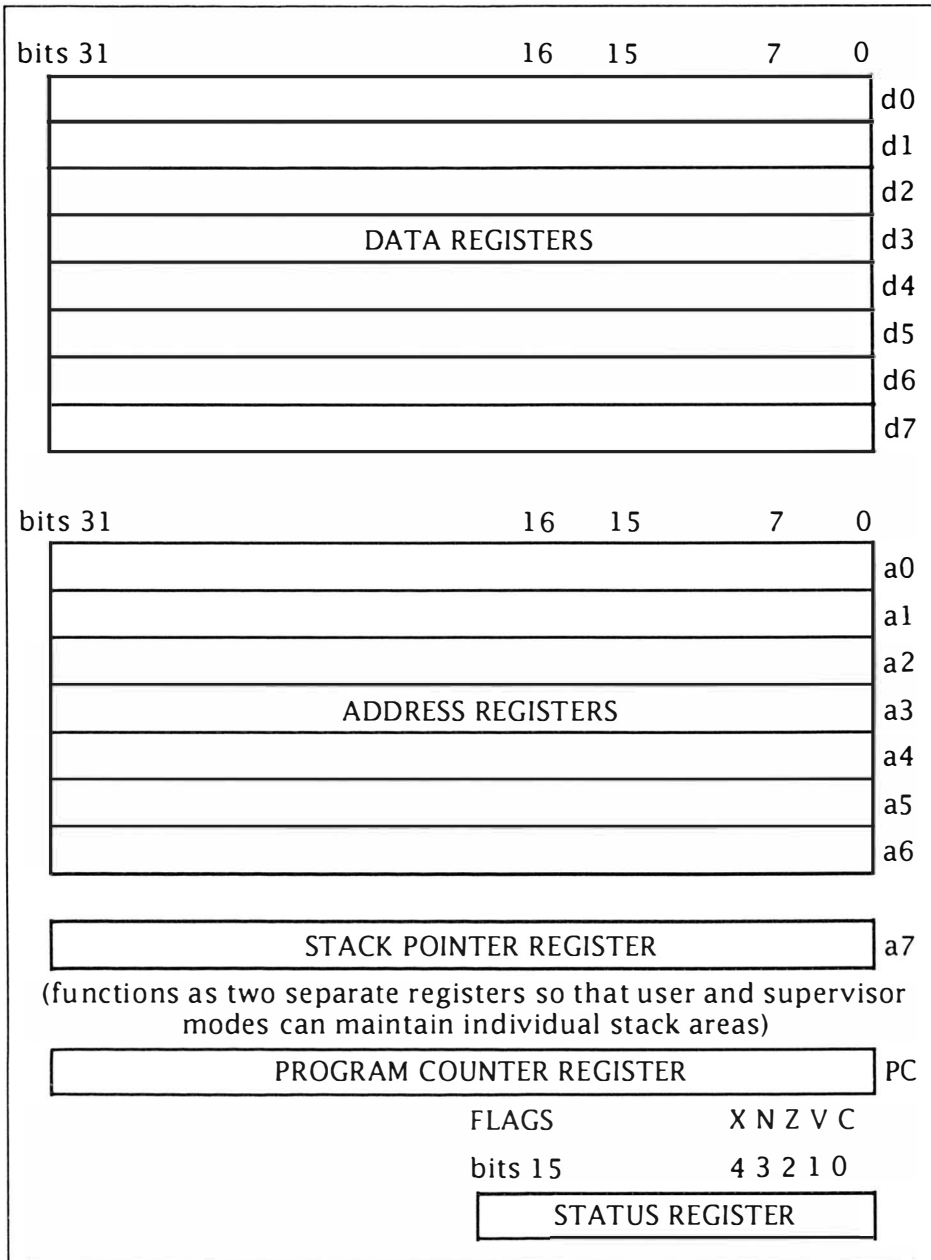 bits 31 16 15 7 0
d0
d1
d2
DATA REGISTERS d3
d4
d5
d6
d7
bits 31 16 15 7 0
a0
a1
a2
ADDRESS REGISTERS a3
a4
a5
a6
STACK POINTER REGISTER a7
(functions as two separate registers so that user and supervisor
modes can maintain individual stack areas)
PROGRAM COUNTER REGISTER PC
FLAGS X N Z V C
bits 15 4 3 2 1 0
STATUS REGISTER